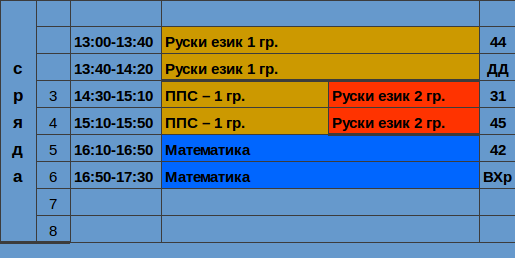 сряда
13:00-13:40 Руски език 1 гр. 44
13:40-14:20 Руски език 1 гр. ДД
3 14:30-15:10 ППС – 1 гр. Руски език 2 гр. 31
4 15:10-15:50 ППС – 1 гр. Руски език 2 гр. 45
5 16:10-16:50 Математика 42
6 16:50-17:30 Математика ВХр
7
8